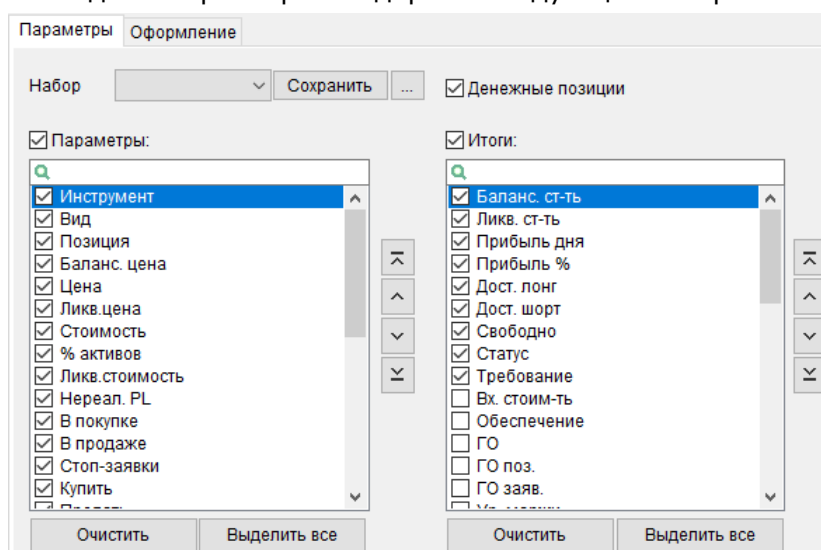 Параметры Оформление
Набор Сохранить ... Денежные позиции
Параметры:
Инструмент
Вид
Позиция
Баланс. цена
Цена
Ликв.цена
Стоимость
% активов
Ликв.стоимость
Нереал. PL
В покупке
В продаже
Стоп-заявки
Купить
Очистить Выделить все
Итоги:
Баланс. ст-ть
Ликв. ст-ть
Прибыль дня
Прибыль %
Дост. лонг
Дост. шорт
Свободно
Статус
Требование
Вх. стоим-ть
Обеспечение
ГО
ГО поз.
ГО заяв.
Очистить Выделить все